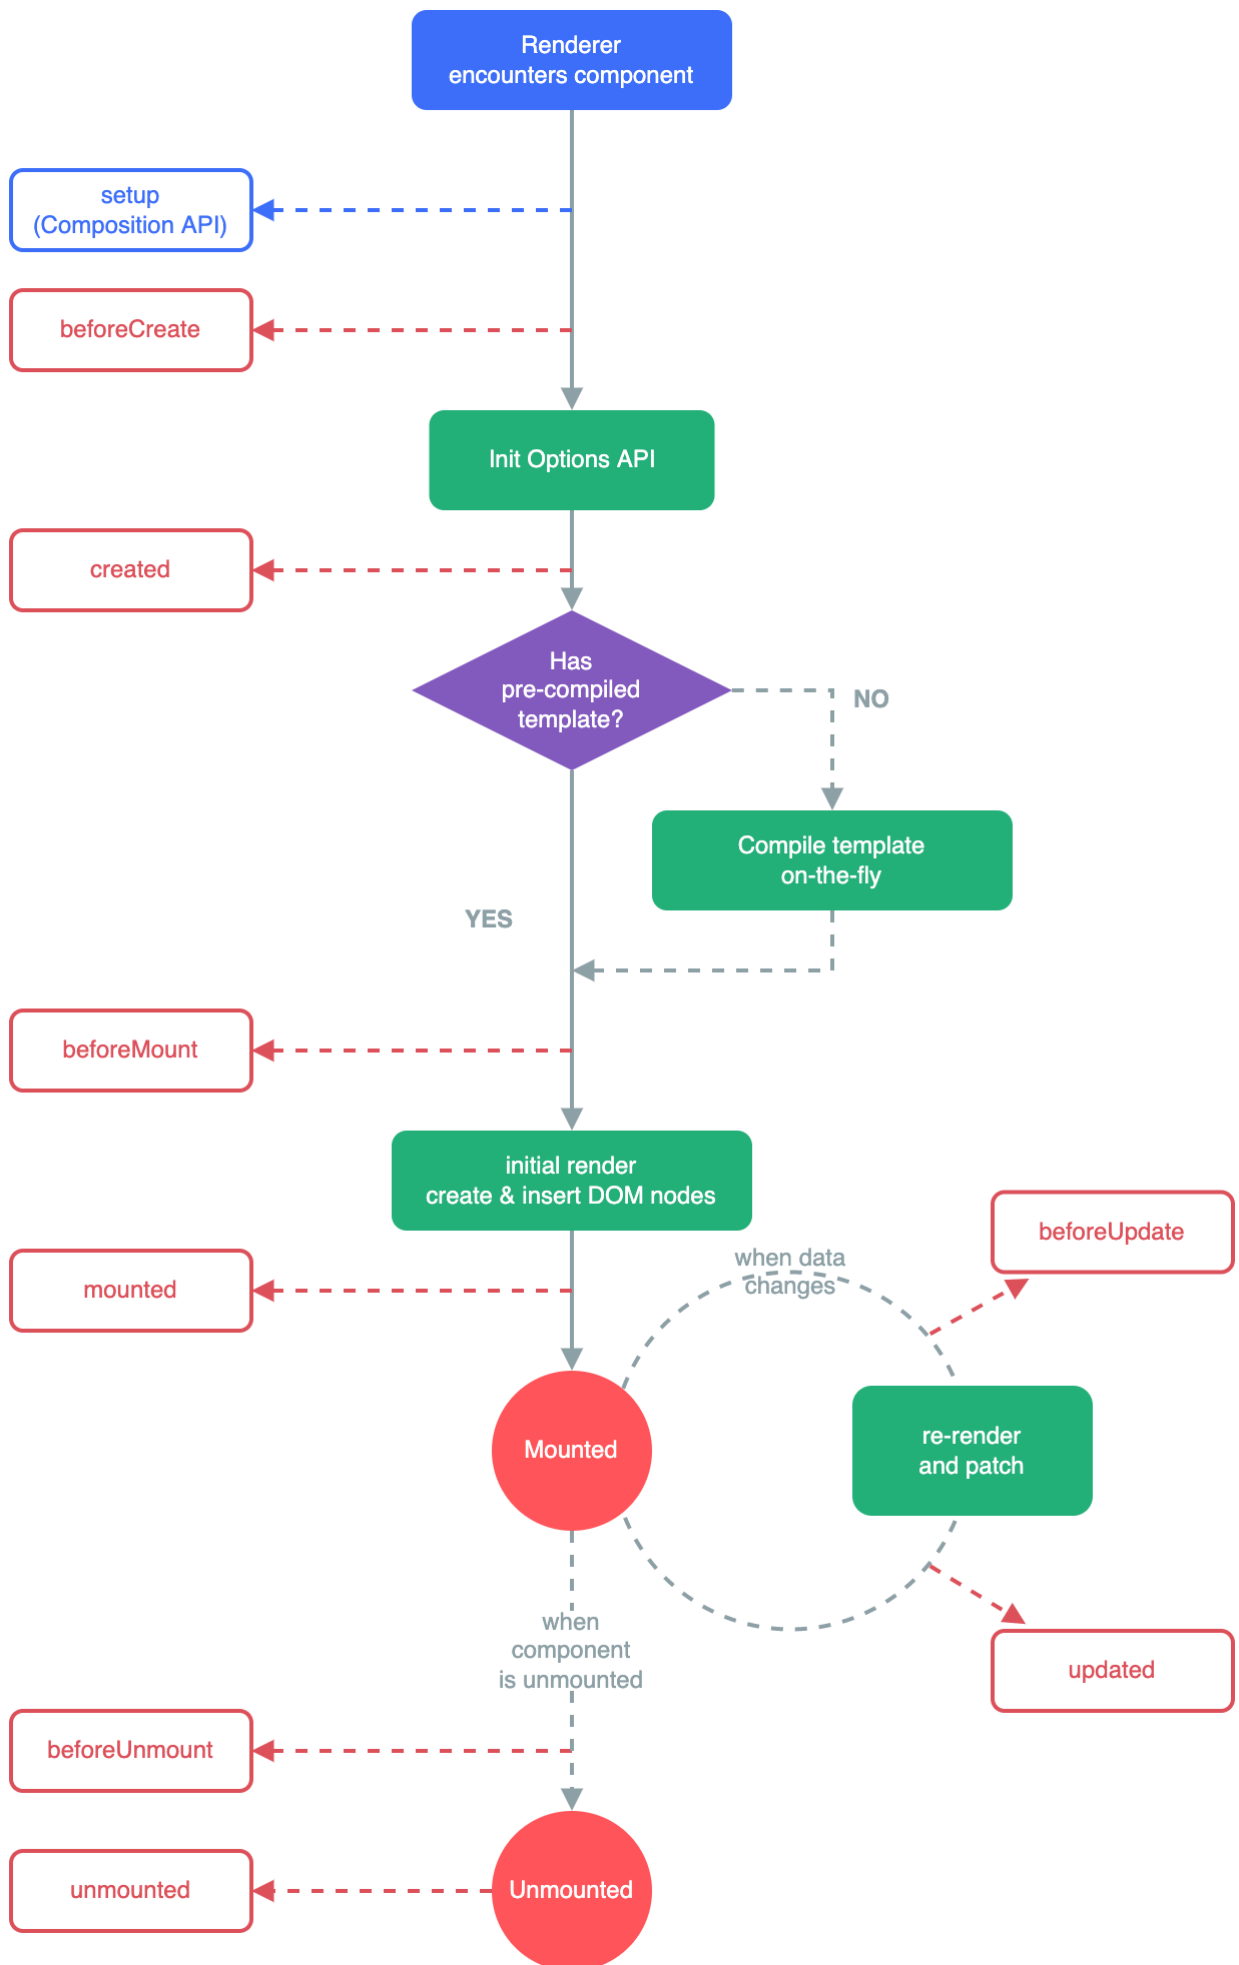 Renderer
encounters component
setup
(Composition API)
beforeCreate
Init Options API
created
Has
pre-compiled
template?
NO
Compile template
on-the-fly
YES
beforeMount
initial render
create & insert DOM nodes
beforeUpdate
mounted
when data
changes
Mounted
re-render
and patch
when
component
is unmounted
updated
beforeUnmount
unmounted
Unmounted